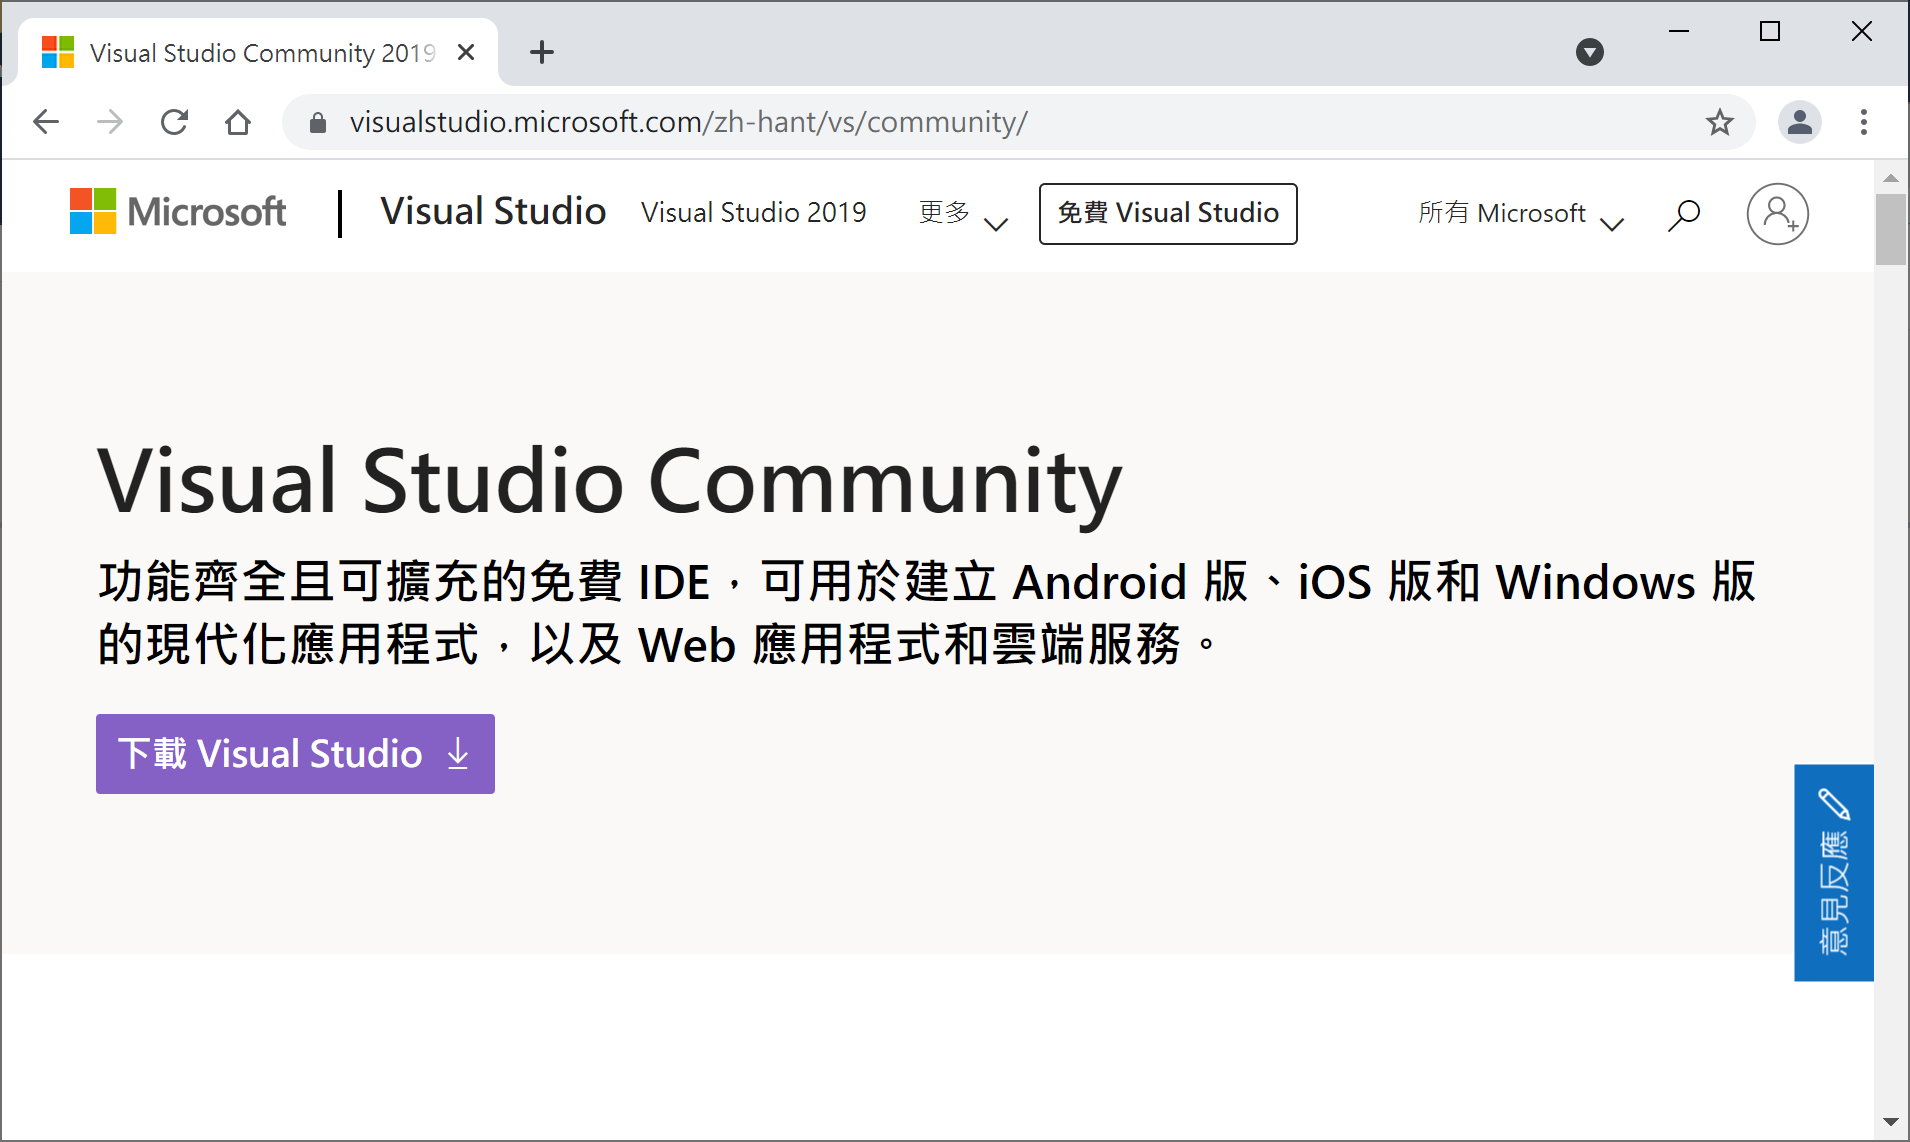 Visual Studio Community 2019
visualstudio.microsoft.com/zh-hant/vs/community/
Microsoft
Visual Studio
Visual Studio 2019
更多
免費 Visual Studio
所有 Microsoft
Visual Studio Community
功能齊全且可擴充的免費 IDE，可用於建立 Android 版、iOS 版和 Windows 版
的現代化應用程式，以及 Web 應用程式和雲端服務。
下載 Visual Studio
意見反應